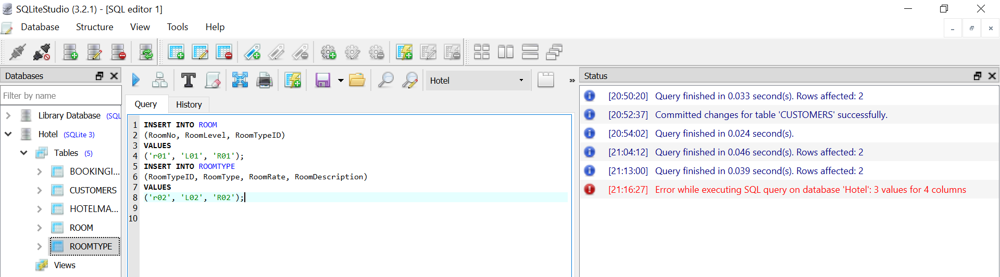 SQLiteStudio (3.2.1) - [SQL editor 1]
Database Structure View Tools Help
Databases
Filter by name
Library Database (SQL
Hotel (SQLite 3)
Tables (5)
BOOKINGI...
CUSTOMERS
HOTELMA...
ROOM
ROOMTYPE
Views
T
Hotel
»
Query History
1 INSERT INTO ROOM
2 (RoomNo, RoomLevel, RoomTypeID)
3 VALUES
4 ('r01', 'L01', 'R01');
5 INSERT INTO ROOMTYPE
6 (RoomTypeID, RoomType, RoomRate, RoomDescription)
7 VALUES
8 ('r02', 'L02', 'R02');
9
10
Status
[20:50:20] Query finished in 0.033 second(s). Rows affected: 2
[20:52:37] Committed changes for table 'CUSTOMERS' successfully.
[20:54:02] Query finished in 0.024 second(s).
[21:04:12] Query finished in 0.046 second(s). Rows affected: 2
[21:13:00] Query finished in 0.039 second(s). Rows affected: 2
[21:16:27] Error while executing SQL query on database 'Hotel': 3 values for 4 columns